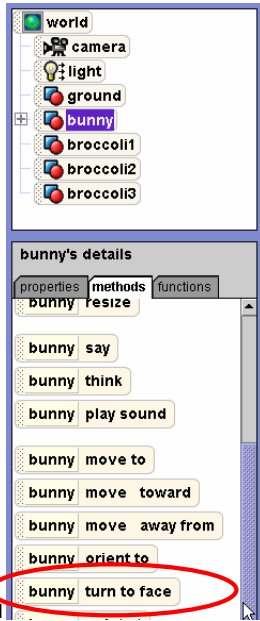 world
camera
light
ground
bunny
broccoli1
broccoli2
broccoli3
bunny's details
properties methods functions
bunny resize
bunny say
bunny think
bunny play sound
bunny move to
bunny move toward
bunny move away from
bunny orient to
bunny turn to face